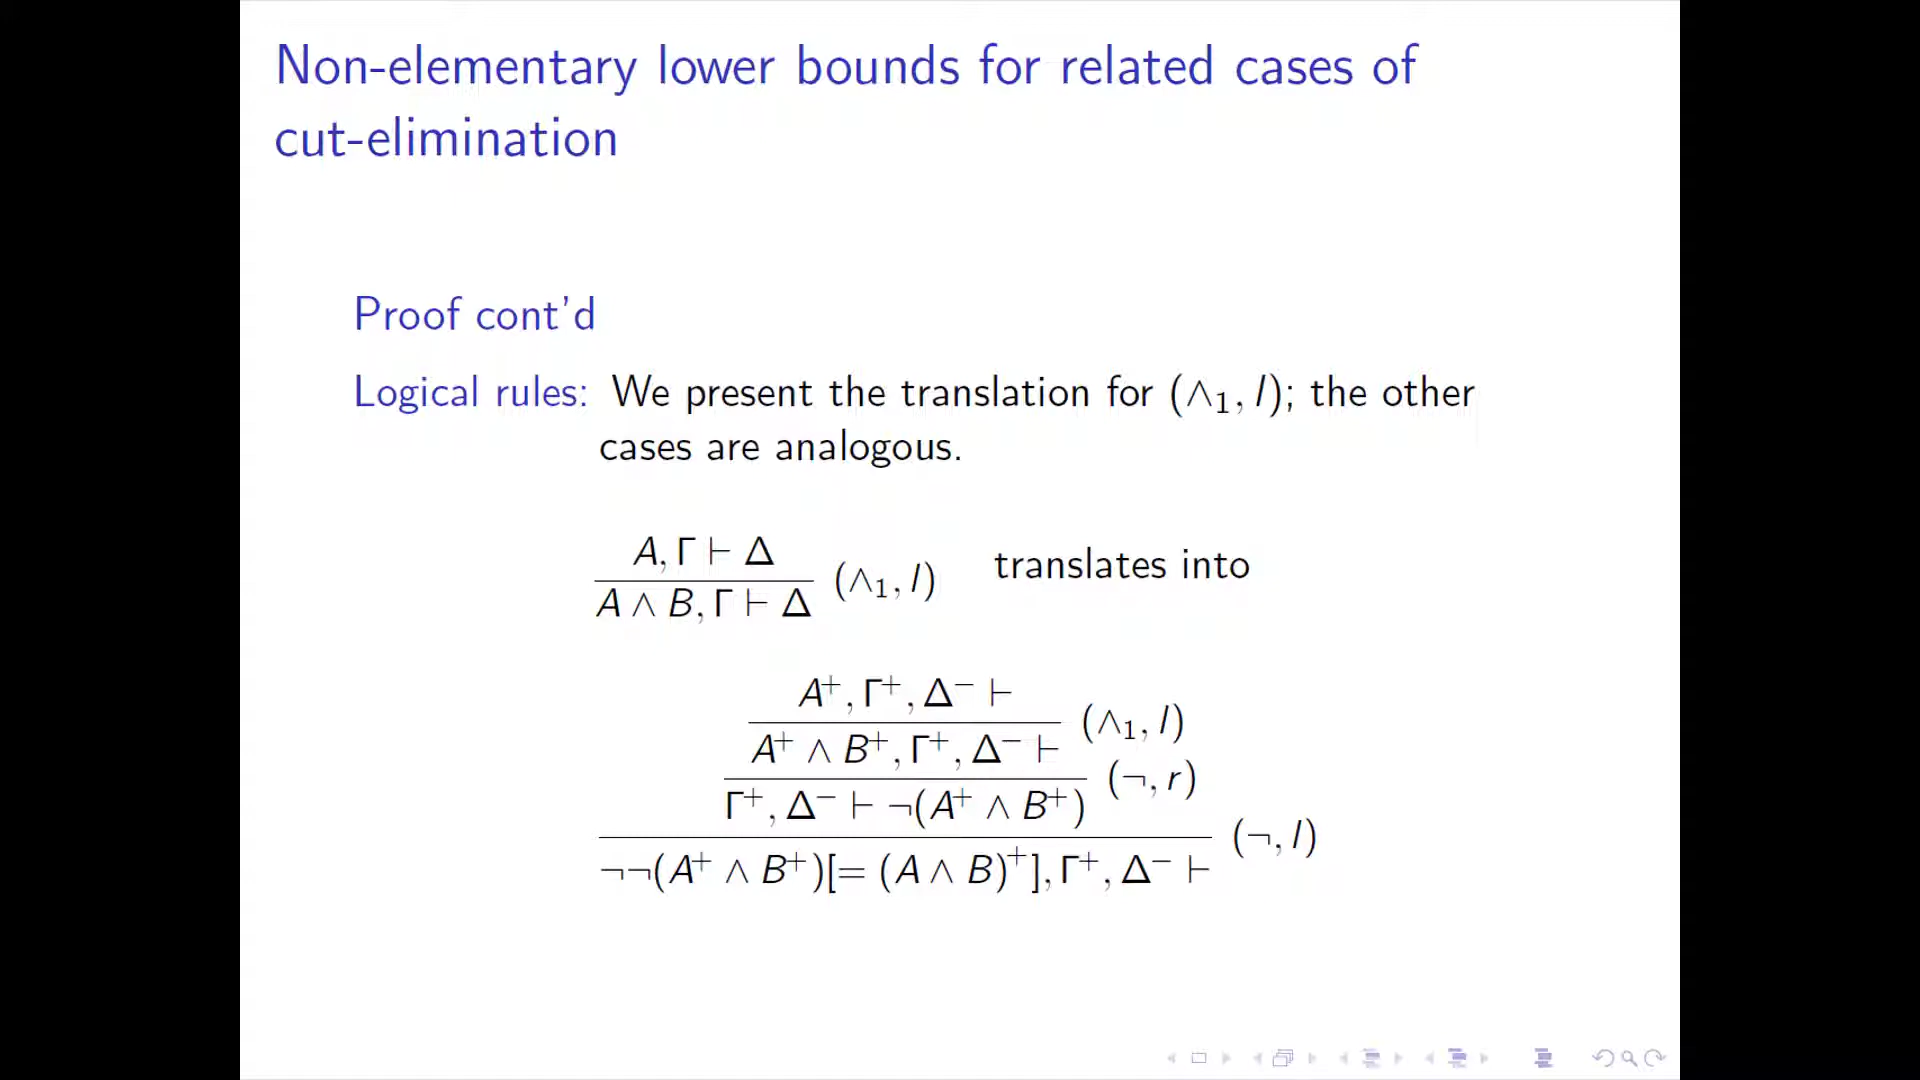 Non-elementary lower bounds for related cases of
cut-elimination
Proof cont'd
Logical rules: We present the translation for (∧₁, l); the other
cases are analogous.
A, Γ ⊢ Δ
(∧₁, l) translates into
A ∧ B, Γ ⊢ Δ
A⁺, Γ⁺, Δ⁻ ⊢
(∧₁, l)
A⁺ ∧ B⁺, Γ⁺, Δ⁻ ⊢
(¬, r)
Γ⁺, Δ⁻ ⊢ ¬(A⁺ ∧ B⁺)
(¬, l)
¬¬(A⁺ ∧ B⁺)[= (A ∧ B)⁺], Γ⁺, Δ⁻ ⊢